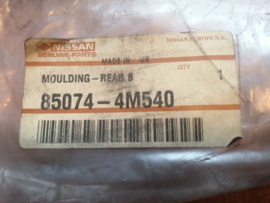 NISSAN
GENUINE PARTS
NISSAN EUROPE N.V.
MADE IN UK
QTY
MOULDING-REAR B
1
85074-4M540